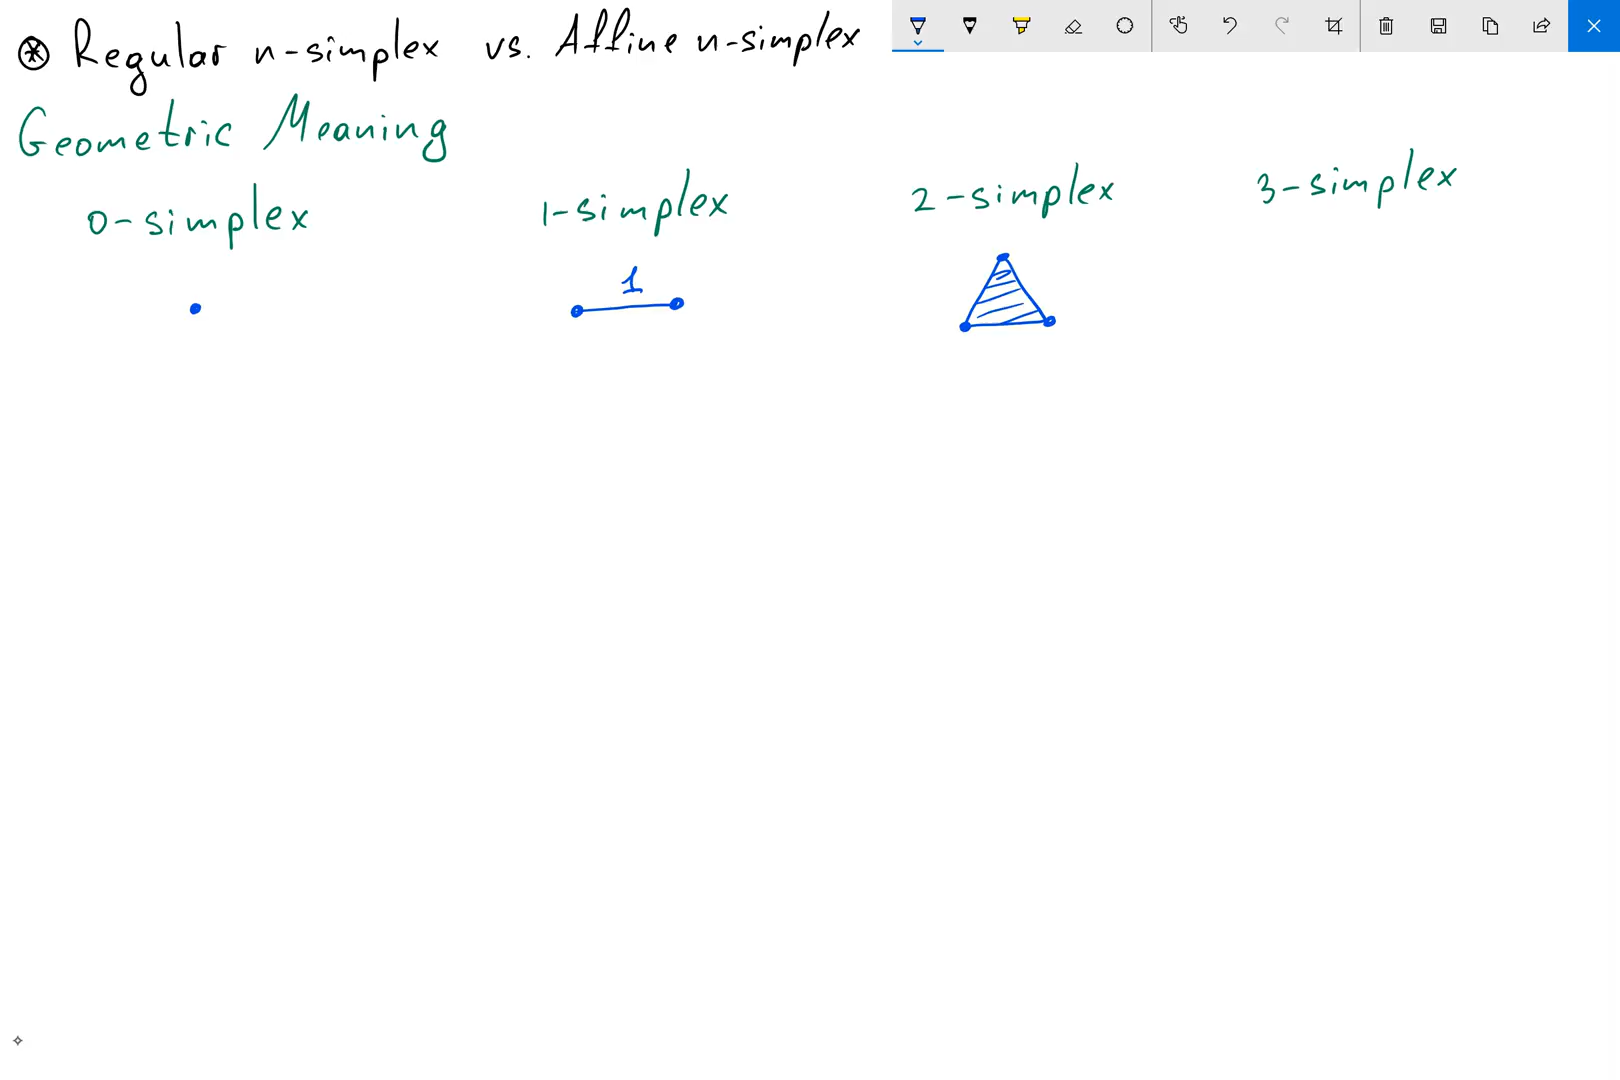 ⊛ Regular n-simplex vs. Affine n-simplex
Geometric Meaning
0-simplex 1-simplex 2-simplex 3-simplex
1